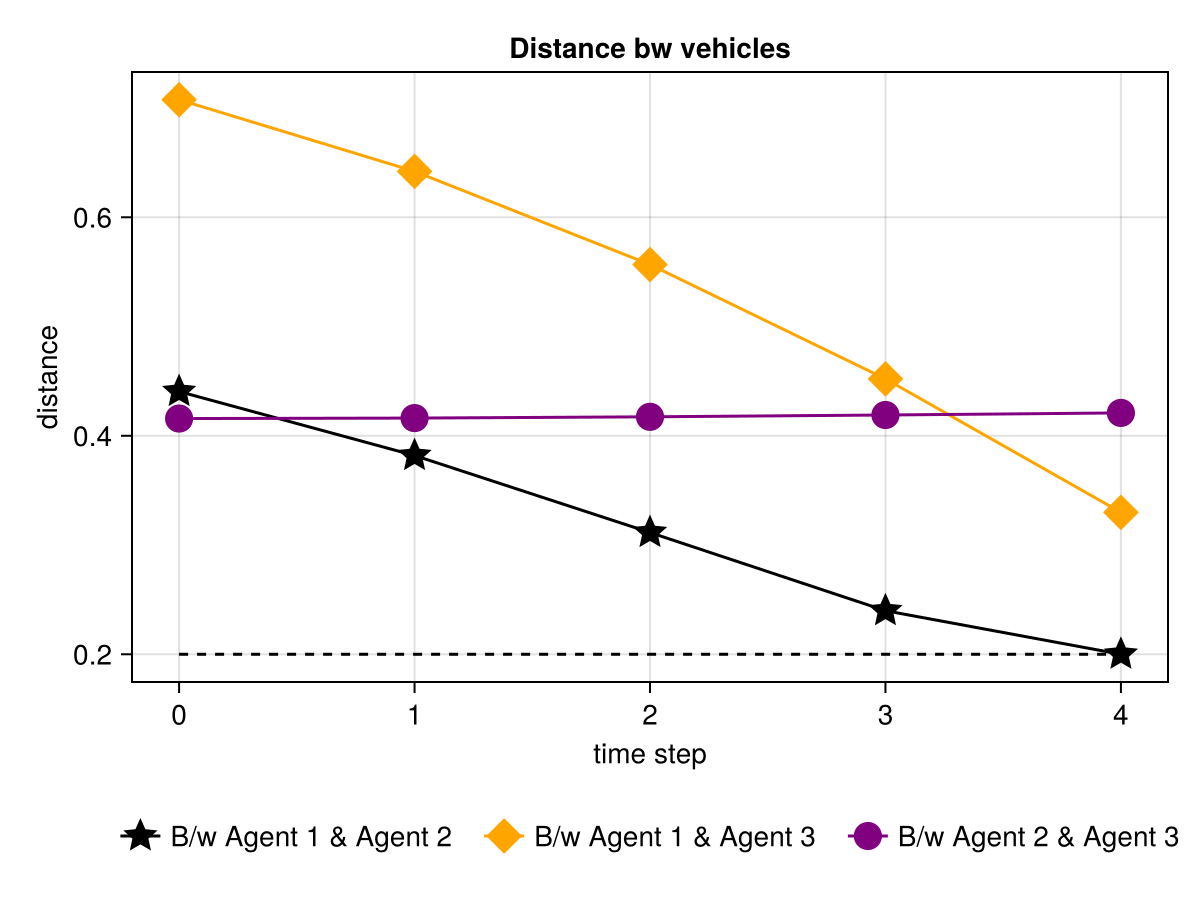 Distance bw vehicles
distance
0.6
0.4
0.2
0 1 2 3 4
time step
B/w Agent 1 & Agent 2 B/w Agent 1 & Agent 3 B/w Agent 2 & Agent 3